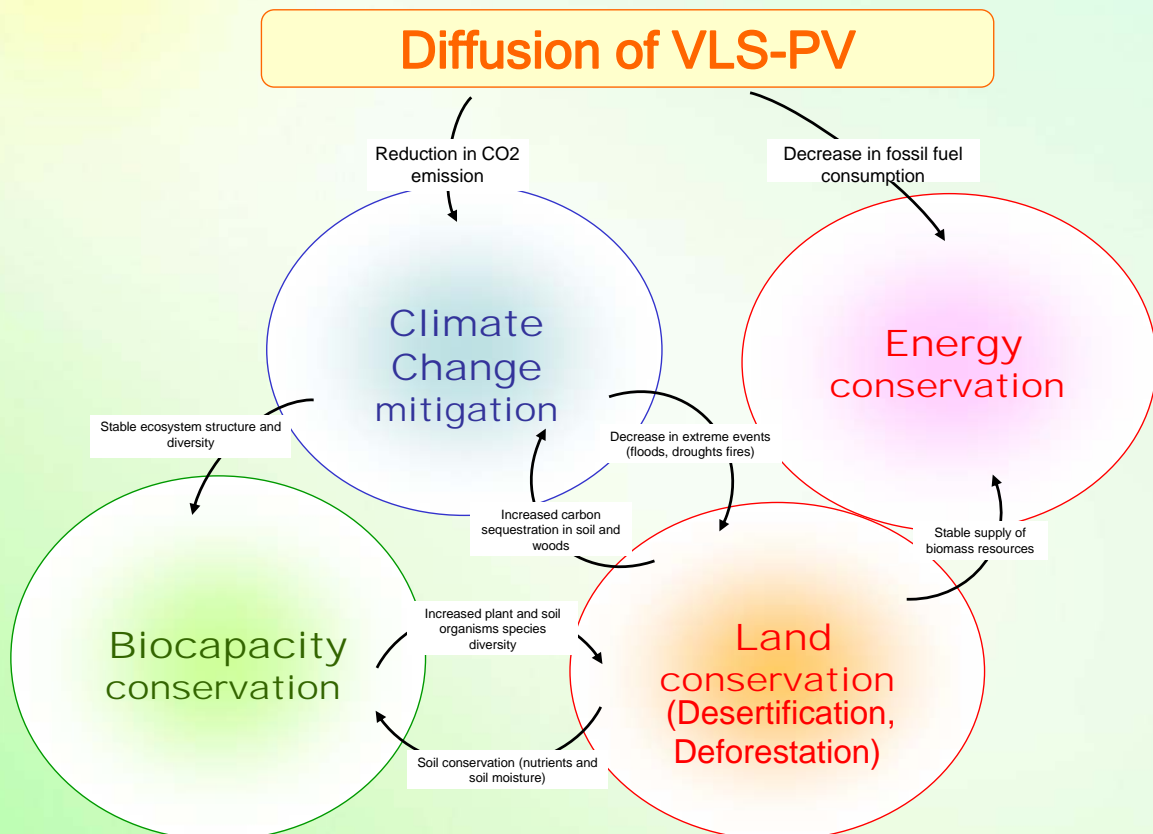 Diffusion of VLS-PV
Reduction in CO2
emission
Decrease in fossil fuel
consumption
Climate
Change
mitigation
Energy
conservation
Stable ecosystem structure and
diversity
Decrease in extreme events
(floods, droughts fires)
Increased carbon
sequestration in soil and
woods
Stable supply of
biomass resources
Biocapacity
conservation
Increased plant and soil
organisms species
diversity
Land
conservation
(Desertification,
Deforestation)
Soil conservation (nutrients and
soil moisture)